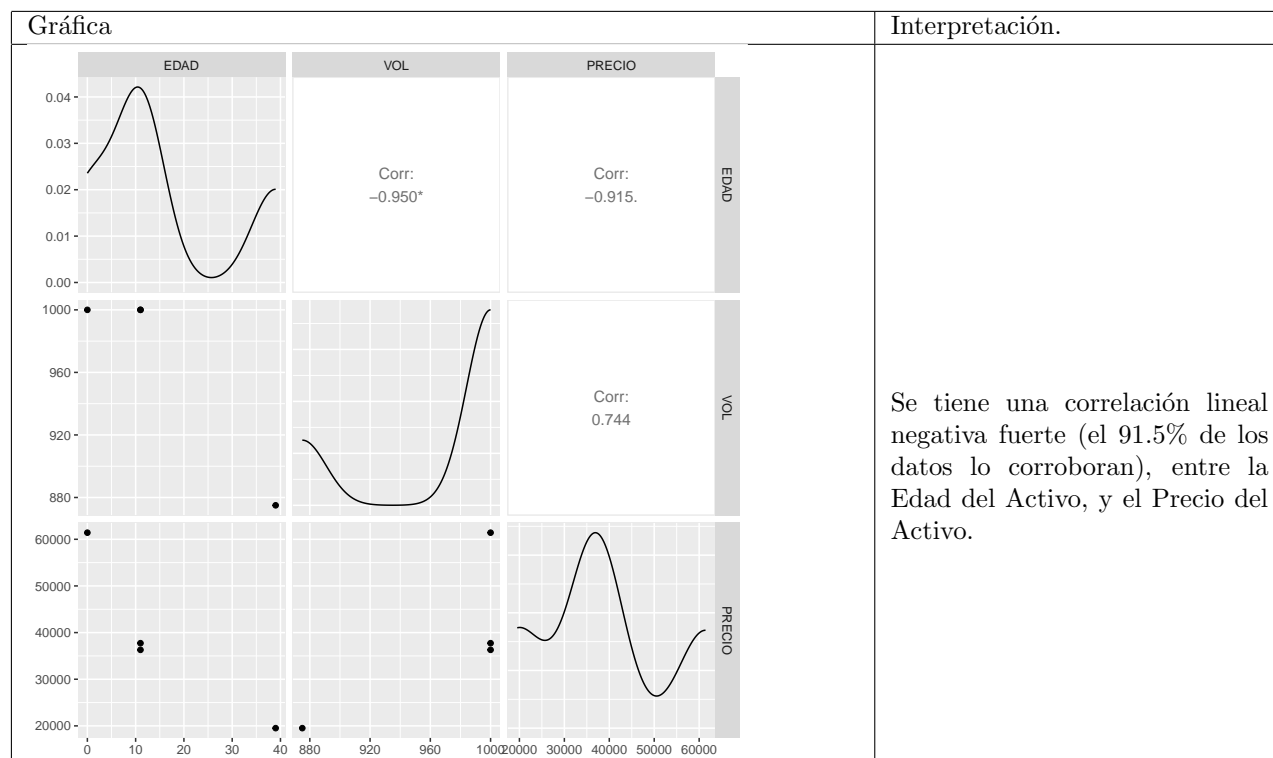 Gráfica
Interpretación.
EDAD
VOL
PRECIO
0.04
0.03
0.02
0.01
0.00
Corr:
−0.950*
Corr:
−0.915.
EDAD
1000
960
920
880
Corr:
0.744
VOL
60000
50000
40000
30000
20000
PRECIO
0 10 20 30 40
880 920 960 1000
20000 30000 40000 50000 60000
Se tiene una correlación lineal
negativa fuerte (el 91.5% de los
datos lo corroboran), entre la
Edad del Activo, y el Precio del
Activo.